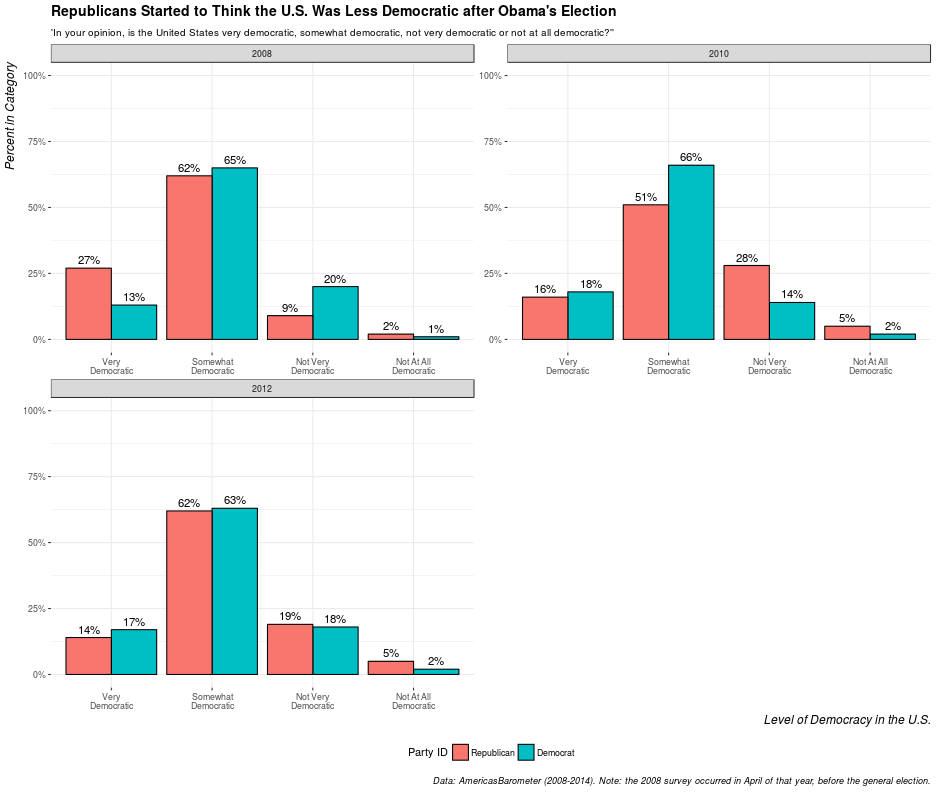 Republicans Started to Think the U.S. Was Less Democratic after Obama's Election
'In your opinion, is the United States very democratic, somewhat democratic, not very democratic or not at all democratic?"
Percent in Category
2008
100%
75%
50%
25%
0%
27%
13%
62%
65%
9%
20%
2%
1%
Very
Democratic
Somewhat
Democratic
Not Very
Democratic
Not At All
Democratic
2010
100%
75%
50%
25%
0%
16%
18%
51%
66%
28%
14%
5%
2%
Very
Democratic
Somewhat
Democratic
Not Very
Democratic
Not At All
Democratic
2012
100%
75%
50%
25%
0%
14%
17%
62%
63%
19%
18%
5%
2%
Very
Democratic
Somewhat
Democratic
Not Very
Democratic
Not At All
Democratic
Level of Democracy in the U.S.
Party ID Republican Democrat
Data: AmericasBarometer (2008-2014). Note: the 2008 survey occurred in April of that year, before the general election.